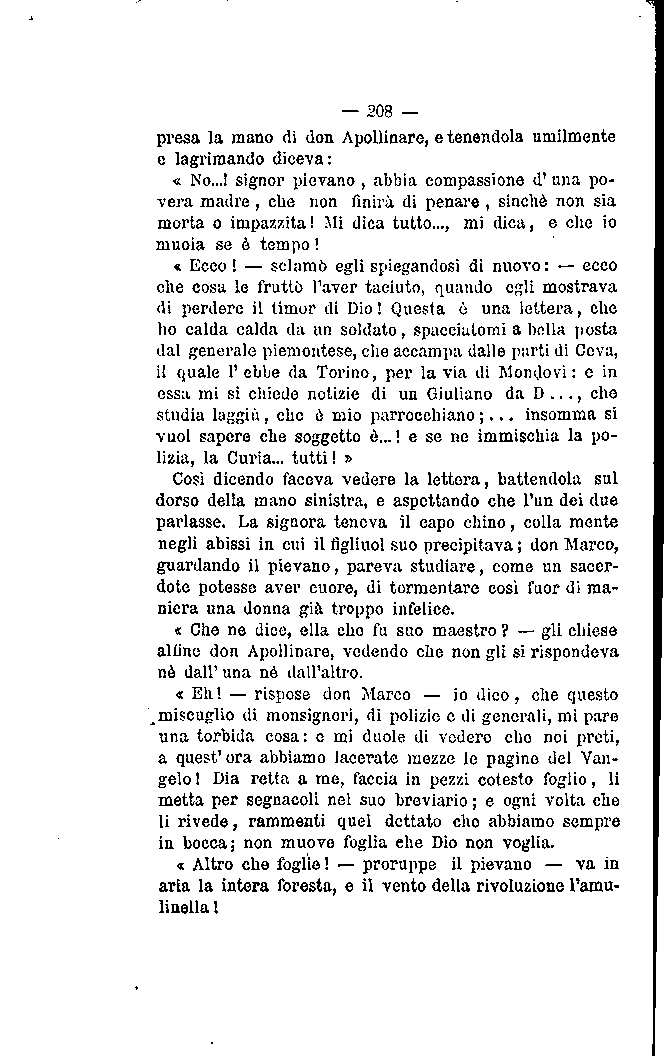 — 208 —
presa la mano di don Apollinare, e tenendola umilmente
e lagrimando diceva:
« No...! signor pievano, abbia compassione d'una po-
vera madre, che non finirà di penare, sinchè non sia
morta o impazzita! Mi dica tutto..., mi dica, e che io
muoia se è tempo!
« Ecco! — sclamò egli spiegandosi di nuovo: — ecco
che cosa le fruttò l'aver taciuto, quando egli mostrava
di perdere il timor di Dio! Questa è una lettera, che
ho calda calda da un soldato, spacciatomi a bella posta
dal generale piemontese, che accampa dalle parti di Ceva,
il quale l'ebbe da Torino, per la via di Mondovì: e in
essa mi si chiede notizie di un Giuliano da D..., che
studia laggiù, che è mio parrocchiano;... insomma si
vuol sapere che soggetto è...! e se ne immischia la po-
lizia, la Curia... tutti! »
Così dicendo faceva vedere la lettera, battendola sul
dorso della mano sinistra, e aspettando che l'un dei due
parlasse. La signora teneva il capo chino, colla mente
negli abissi in cui il figliuol suo precipitava; don Marco,
guardando il pievano, pareva studiare, come un sacer-
dote potesse aver cuore, di tormentare così fuor di ma-
niera una donna già troppo infelice.
« Che ne dice, ella che fu suo maestro? — gli chiese
alfine don Apollinare, vedendo che non gli si rispondeva
nè dall'una nè dall'altro.
« Eh! — rispose don Marco — io dico, che questo
miscuglio di monsignori, di polizie e di generali, mi pare
una torbida cosa: e mi duole di vedere che noi preti,
a quest'ora abbiamo lacerate mezze le pagine del Van-
gelo! Dia retta a me, faccia in pezzi cotesto foglio, li
metta per segnacoli nel suo breviario; e ogni volta che
li rivede, rammenti quel dettato che abbiamo sempre
in bocca; non muove foglia che Dio non voglia.
« Altro che foglie! — proruppe il pievano — va in
aria la intera foresta, e il vento della rivoluzione l'amu-
linella!